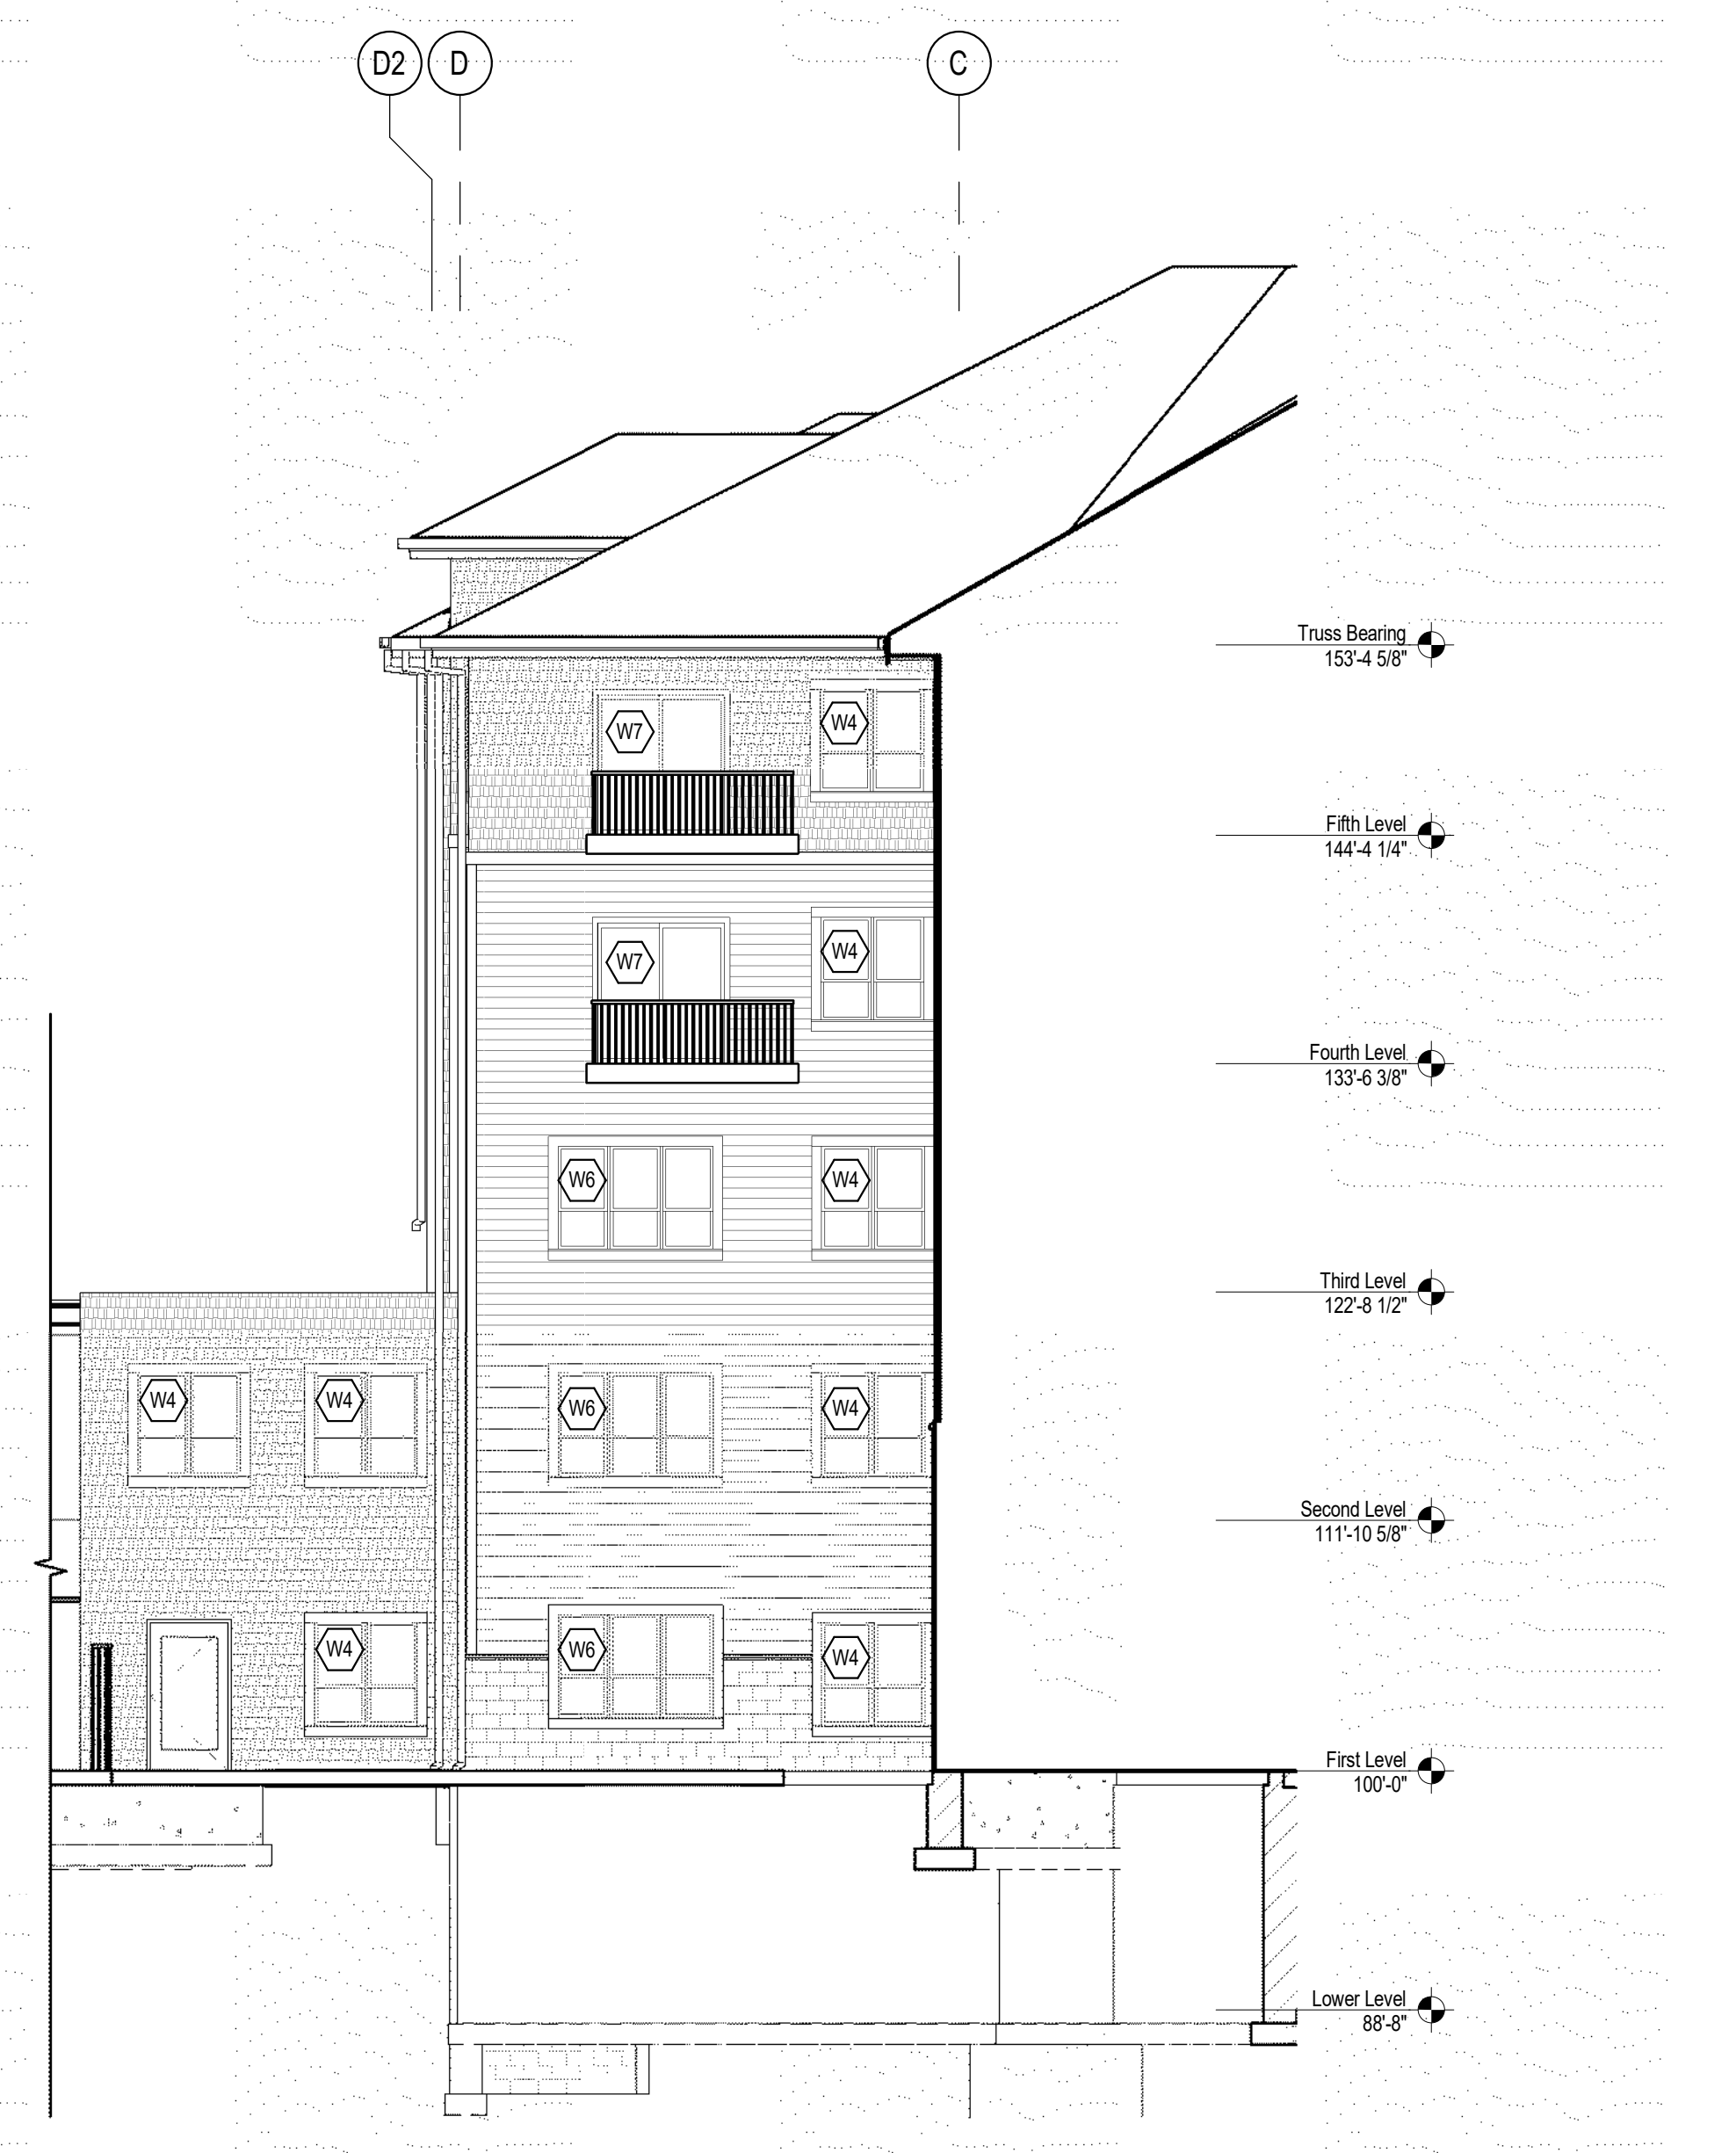 D2 D C
Truss Bearing
153'-4 5/8"
W7 W4
Fifth Level
144'-4 1/4"
W7 W4
Fourth Level
133'-6 3/8"
W6 W4
Third Level
122'-8 1/2"
W4 W4 W6 W4
Second Level
111'-10 5/8"
W4 W6 W4
First Level
100'-0"
Lower Level
88'-8"